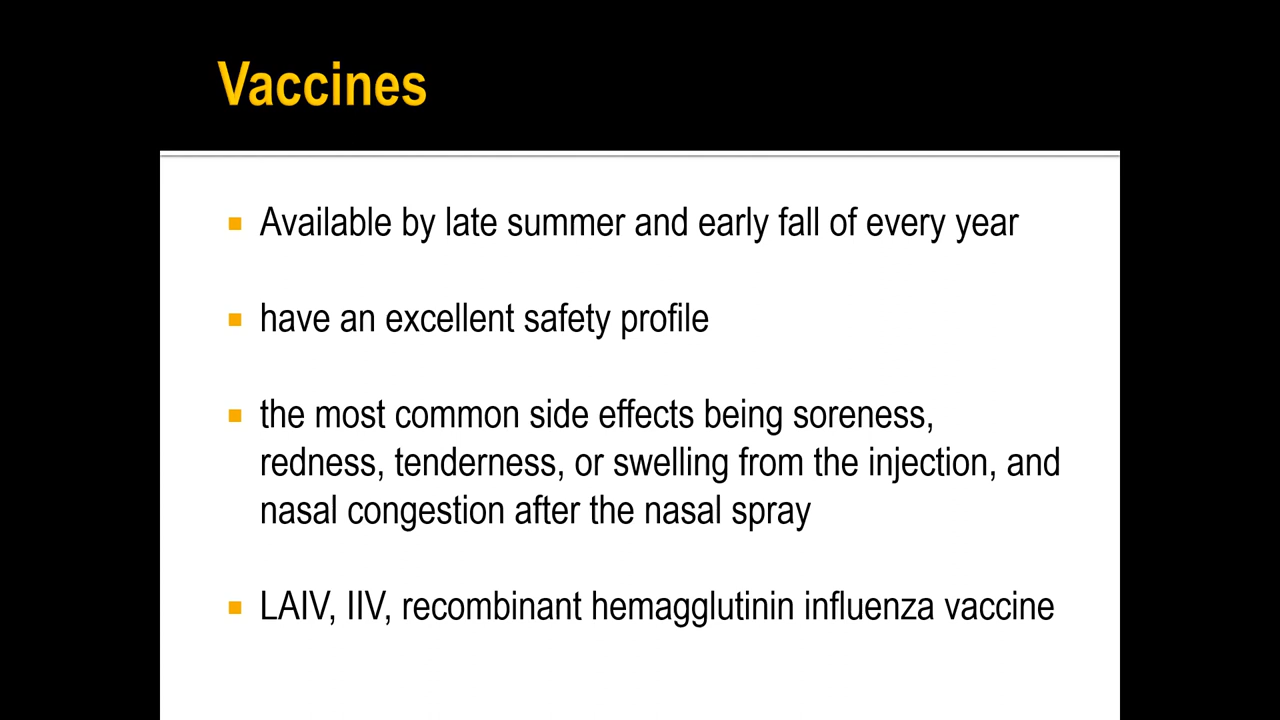 Vaccines
Available by late summer and early fall of every year
have an excellent safety profile
the most common side effects being soreness,
redness, tenderness, or swelling from the injection, and
nasal congestion after the nasal spray
LAIV, IIV, recombinant hemagglutinin influenza vaccine